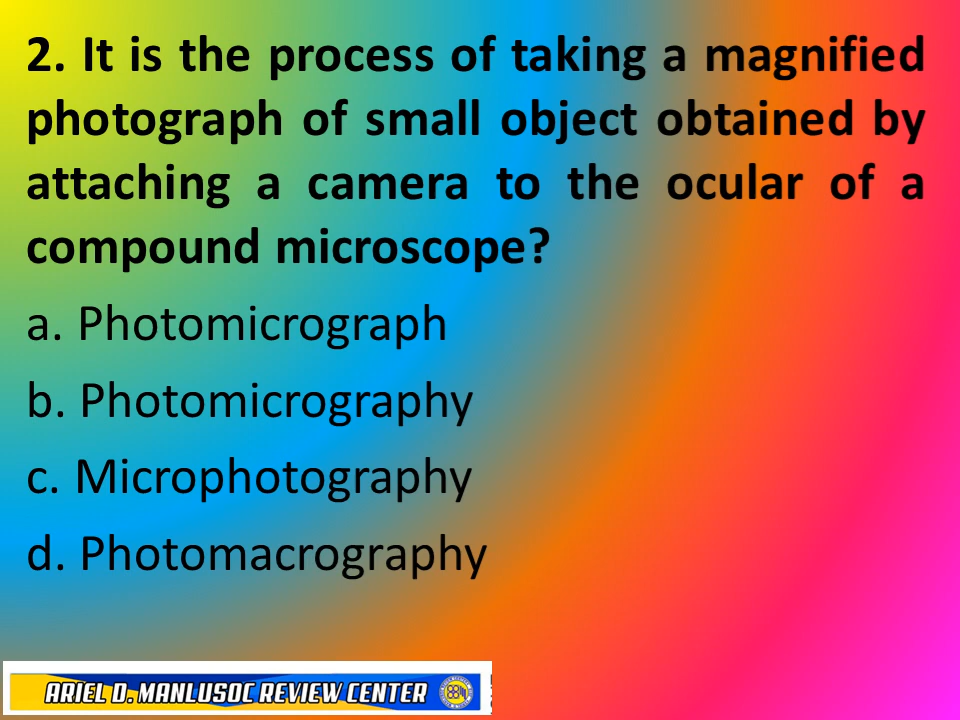 2. It is the process of taking a magnified
photograph of small object obtained by
attaching a camera to the ocular of a
compound microscope?
a. Photomicrograph
b. Photomicrography
c. Microphotography
d. Photomacrography
ARIEL D. MANLUSOC REVIEW CENTER